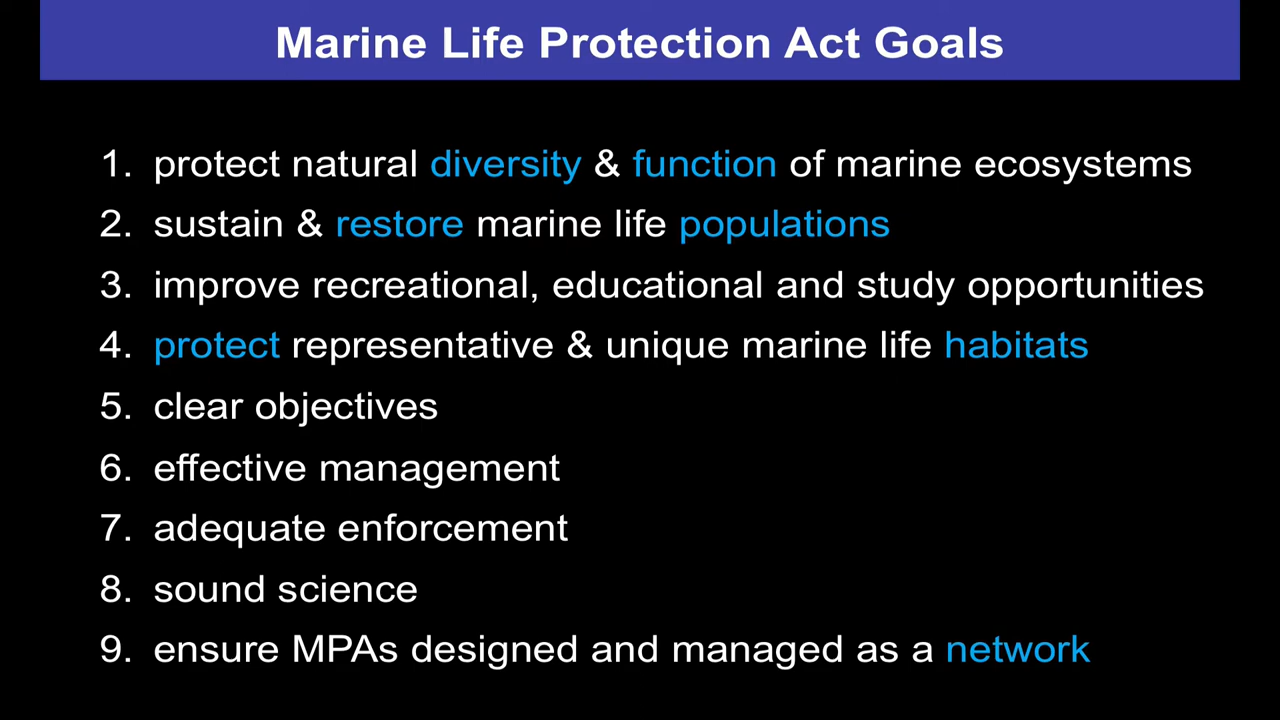 Marine Life Protection Act Goals
1. protect natural diversity & function of marine ecosystems
2. sustain & restore marine life populations
3. improve recreational, educational and study opportunities
4. protect representative & unique marine life habitats
5. clear objectives
6. effective management
7. adequate enforcement
8. sound science
9. ensure MPAs designed and managed as a network